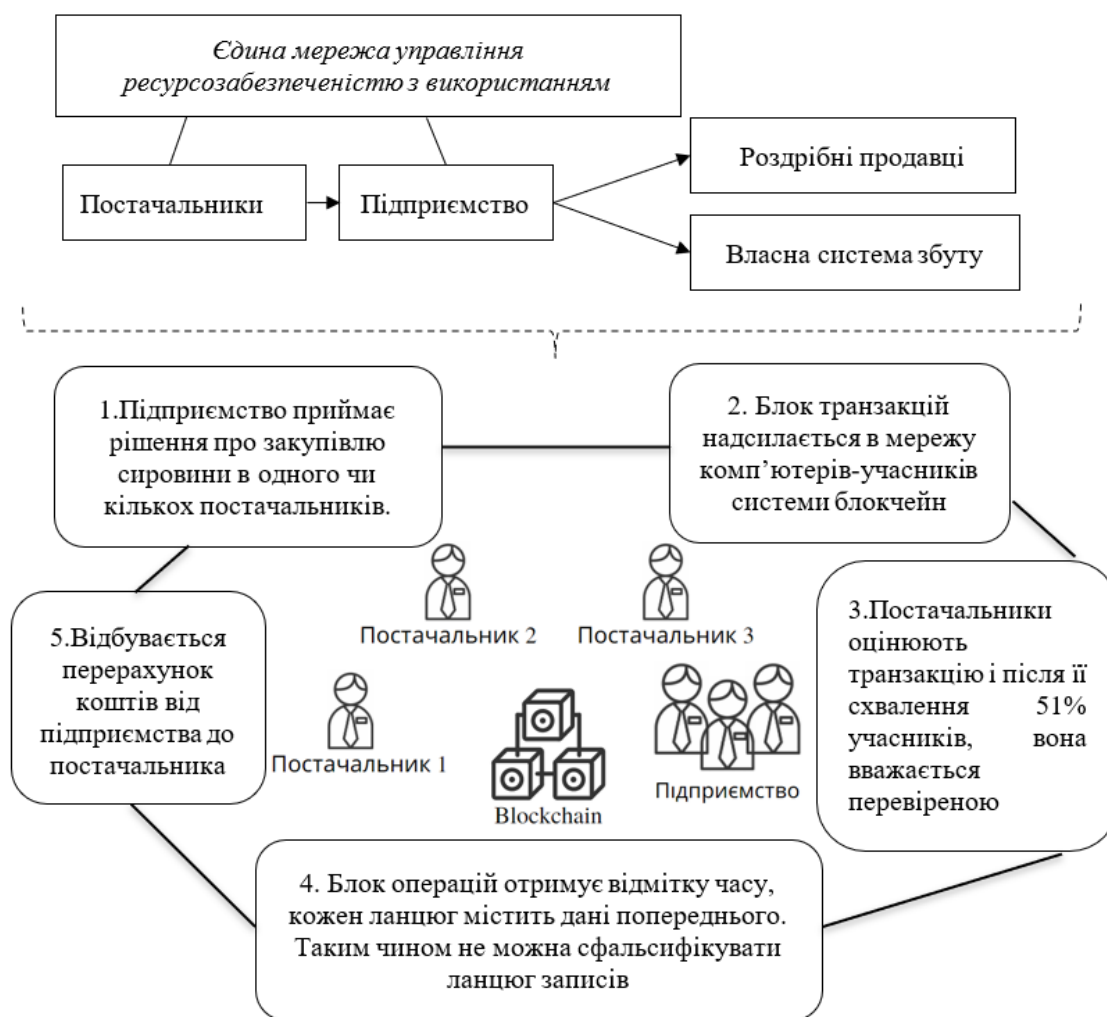 Єдина мережа управління
ресурсозабезпеченістю з використанням
Постачальники
Підприємство
Роздрібні продавці
Власна система збуту
1.Підприємство приймає
рішення про закупівлю
сировини в одного чи
кількох постачальників.
2. Блок транзакцій
надсилається в мережу
комп’ютерів-учасників
системи блокчейн
3.Постачальники
оцінюють
транзакцію і після її
схвалення 51%
учасників, вона
вважається
перевіреною
Постачальник 2
Постачальник 3
5.Відбувається
перерахунок
коштів від
підприємства до
постачальника
Постачальник 1
Blockchain
Підприємство
4. Блок операцій отримує відмітку часу,
кожен ланцюг містить дані попереднього.
Таким чином не можна сфальсифікувати
ланцюг записів